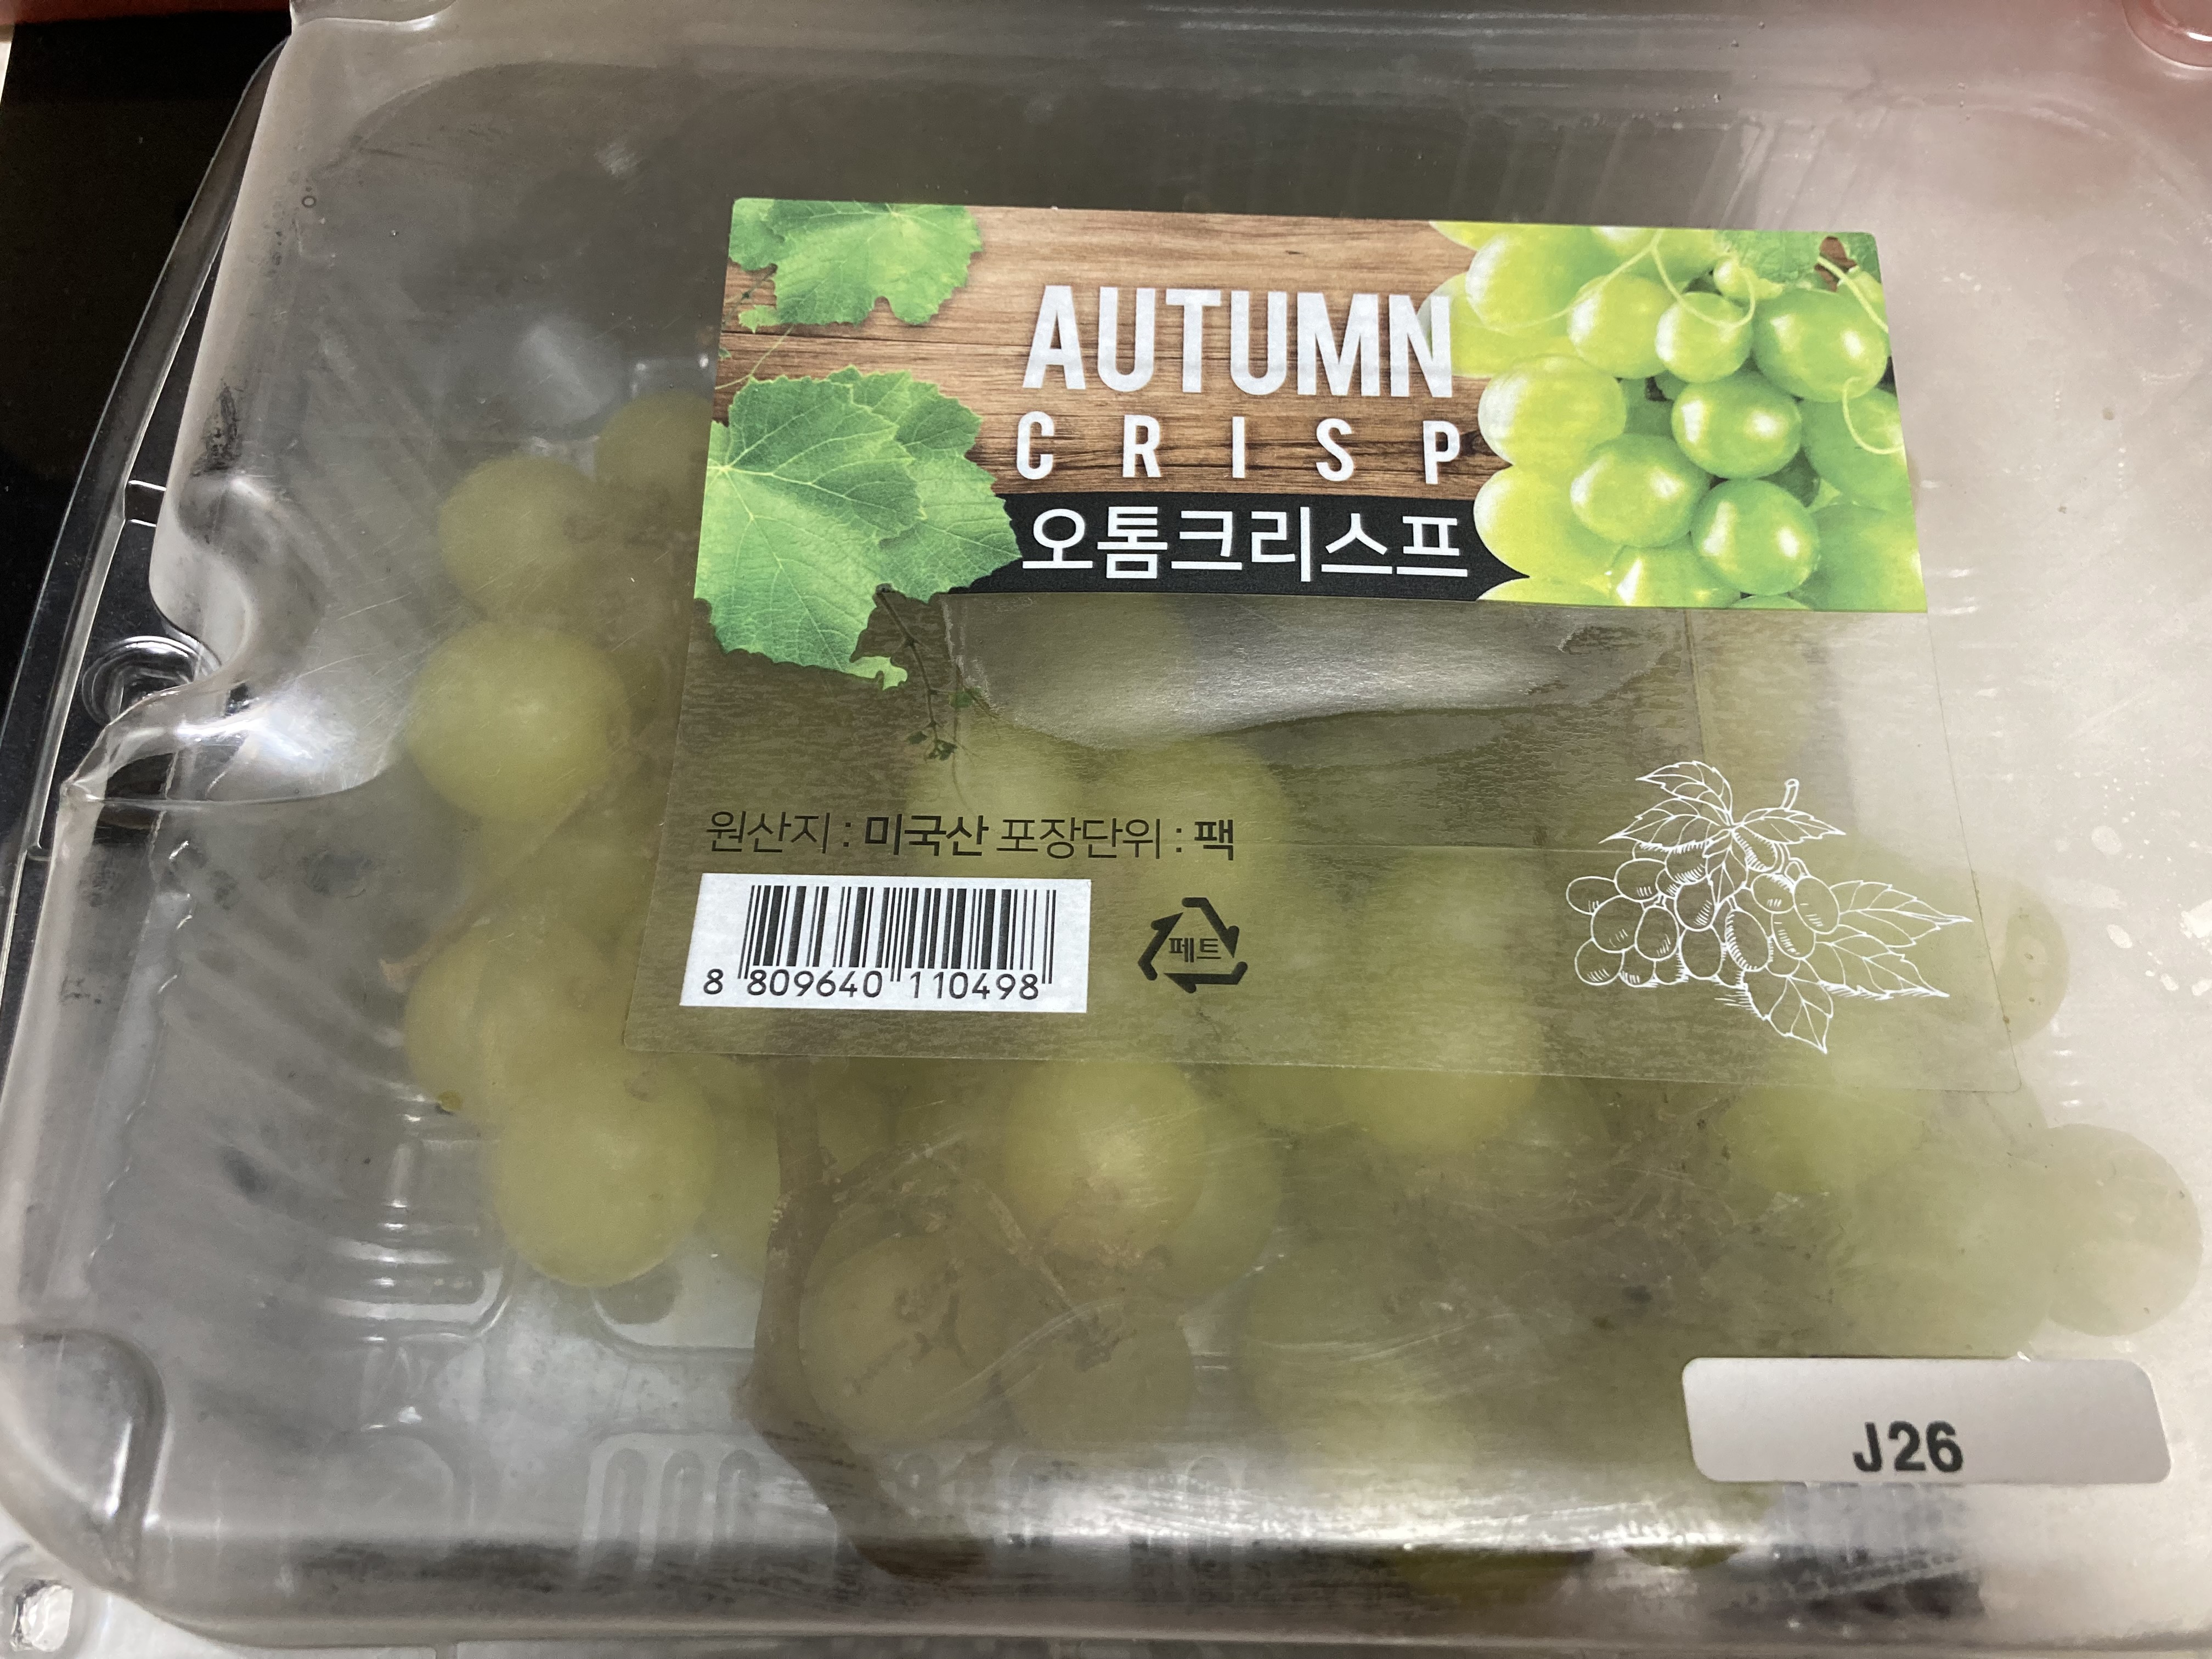 AUTUMN
CRISP
오톰크리스프
원산지 : 미국산 포장단위 : 팩
8 809640 110498
페트
J26